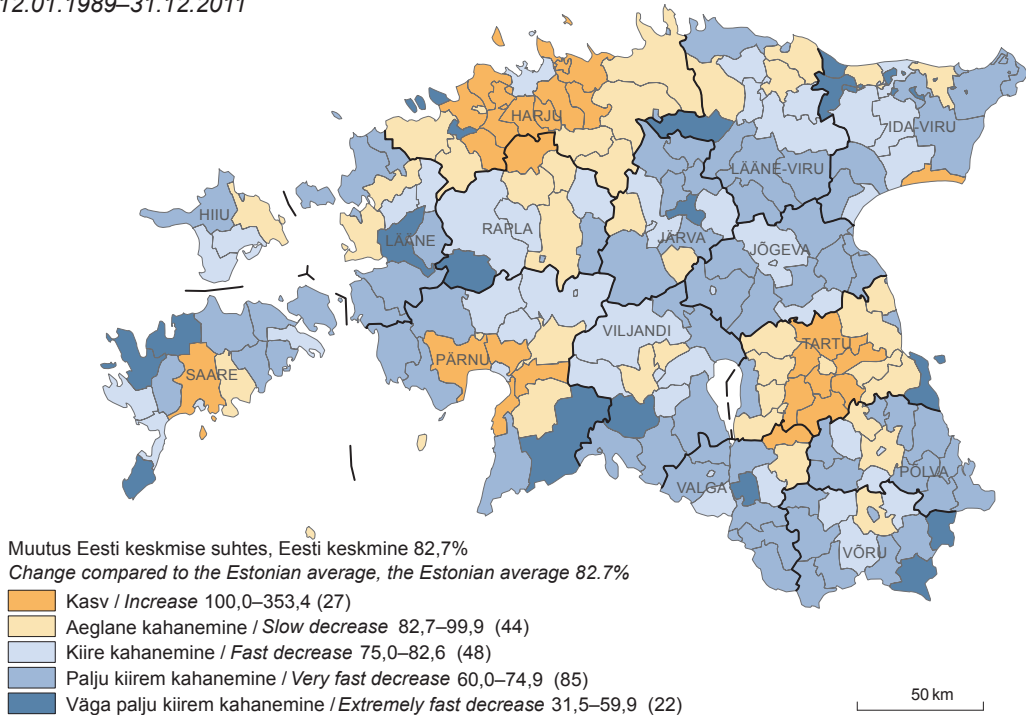 12.01.1989–31.12.2011
HARJU
IDA-VIRU
LÄÄNE-VIRU
HIIU
RAPLA
LÄÄNE
JÄRVA
JÕGEVA
VILJANDI
TARTU
PÄRNU
SAARE
PÕLVA
VALGA
VÕRU
Muutus Eesti keskmise suhtes, Eesti keskmine 82,7%
Change compared to the Estonian average, the Estonian average 82.7%
Kasv / Increase 100,0–353,4 (27)
Aeglane kahanemine / Slow decrease 82,7–99,9 (44)
Kiire kahanemine / Fast decrease 75,0–82,6 (48)
Palju kiirem kahanemine / Very fast decrease 60,0–74,9 (85)
Väga palju kiirem kahanemine / Extremely fast decrease 31,5–59,9 (22)
50 km